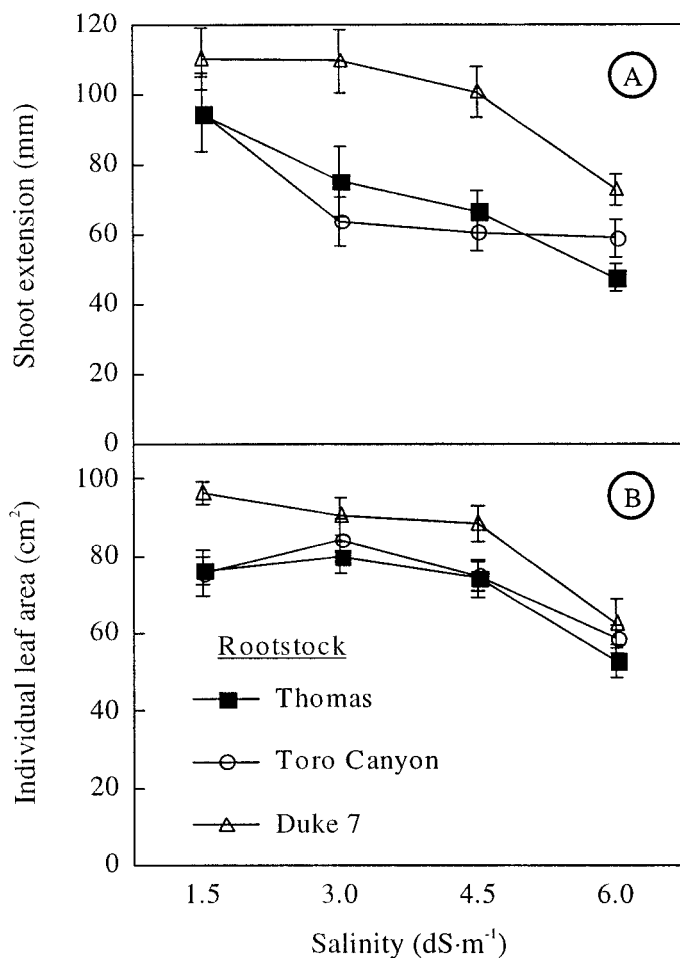 120
100
80
60
40
20
0
Shoot extension (mm)
A
100
80
60
40
20
0
Individual leaf area (cm²)
B
Rootstock
Thomas
Toro Canyon
Duke 7
1.5 3.0 4.5 6.0
Salinity (dS·m⁻¹)